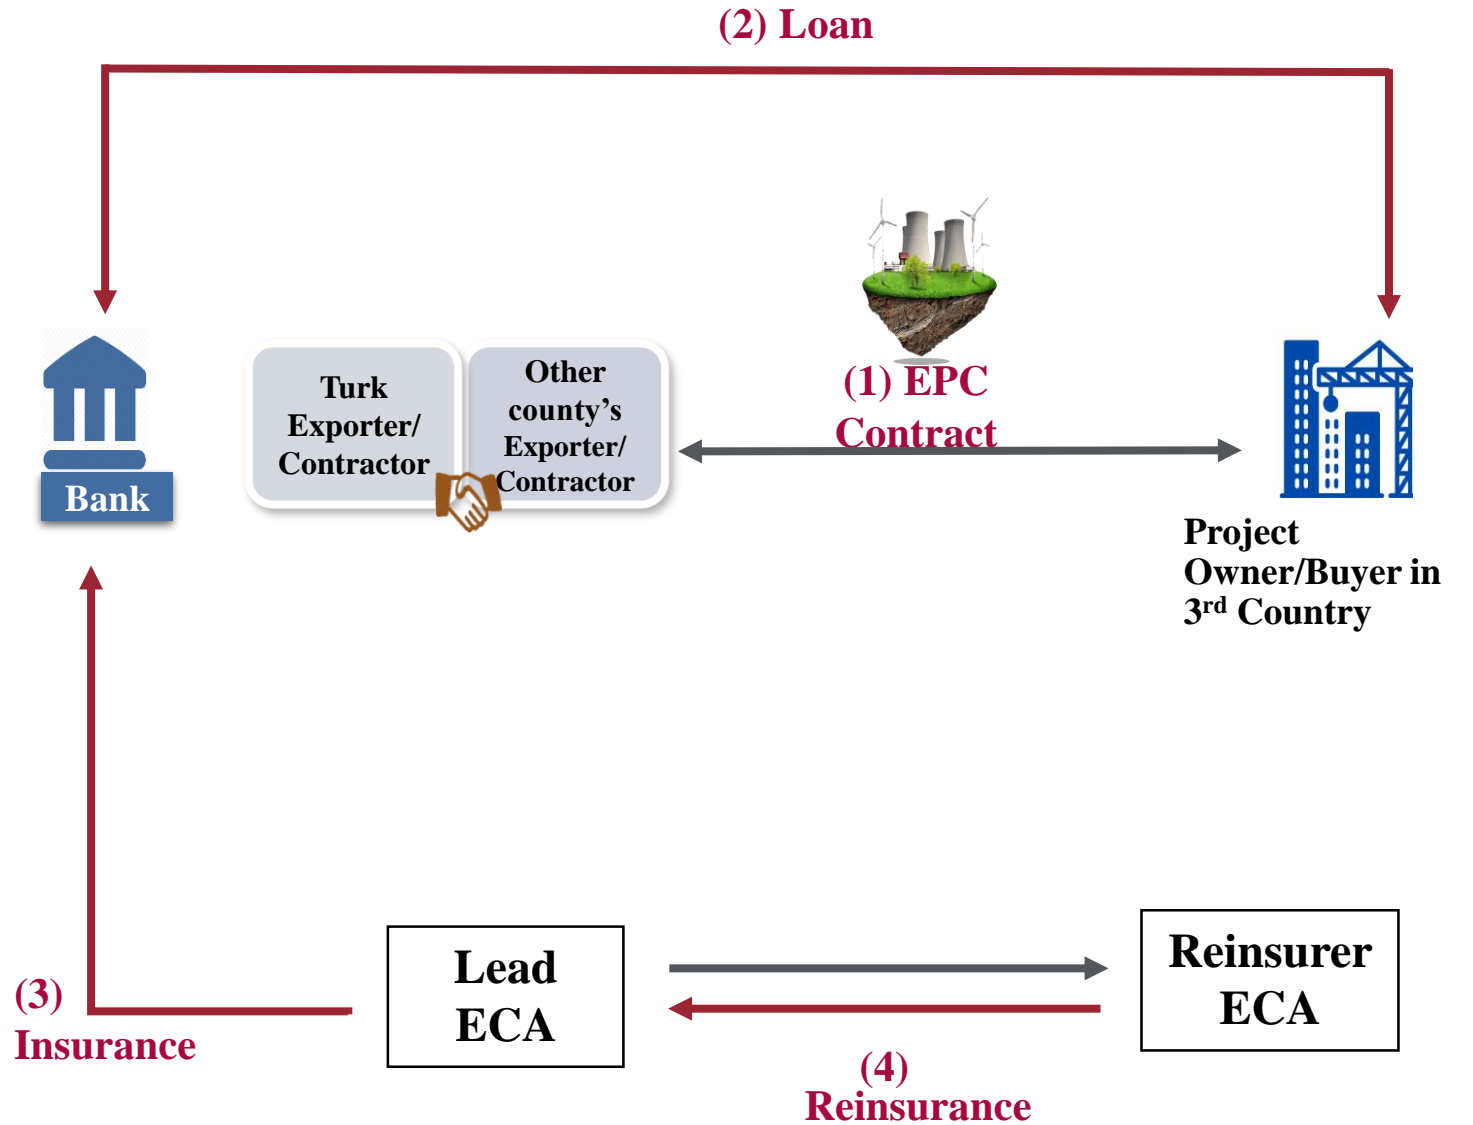 (2) Loan
(1) EPC
Contract
Turk
Exporter/
Contractor
Other
county’s
Exporter/
Contractor
Bank
Project
Owner/Buyer in
3rd Country
Lead
ECA
Reinsurer
ECA
(3)
Insurance
(4)
Reinsurance